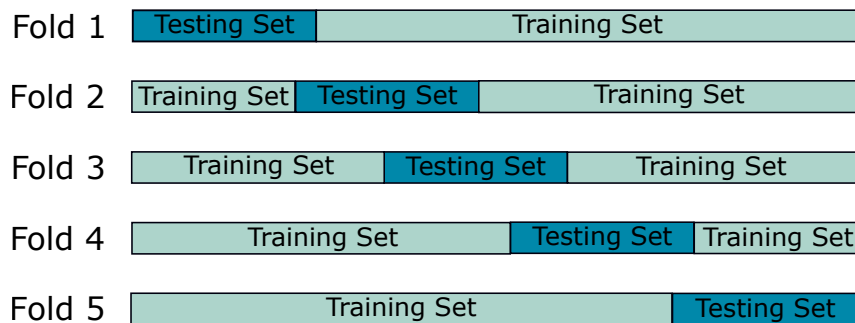 Fold 1 Testing Set Training Set
Fold 2 Training Set Testing Set Training Set
Fold 3 Training Set Testing Set Training Set
Fold 4 Training Set Testing Set Training Set
Fold 5 Training Set Testing Set